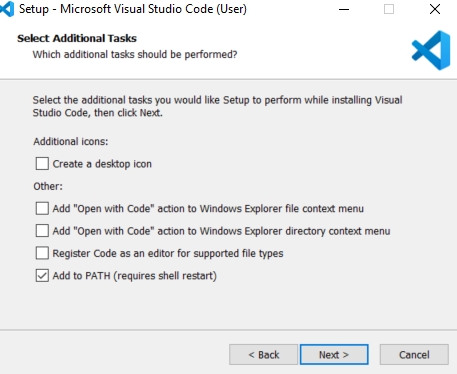 Setup - Microsoft Visual Studio Code (User)
Select Additional Tasks
Which additional tasks should be performed?
Select the additional tasks you would like Setup to perform while installing Visual
Studio Code, then click Next.
Additional icons:
Create a desktop icon
Other:
Add "Open with Code" action to Windows Explorer file context menu
Add "Open with Code" action to Windows Explorer directory context menu
Register Code as an editor for supported file types
Add to PATH (requires shell restart)
< Back
Next >
Cancel